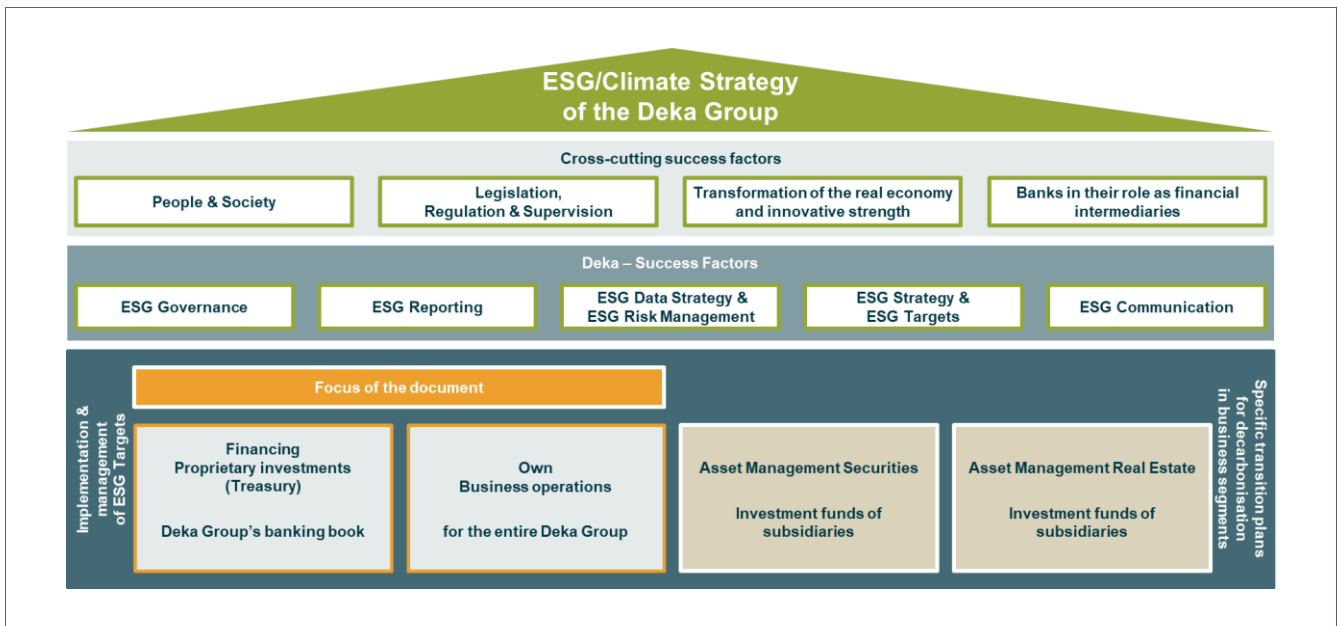 ESG/Climate Strategy
of the Deka Group
Cross-cutting success factors
People & Society
Legislation,
Regulation & Supervision
Transformation of the real economy
and innovative strength
Banks in their role as financial
intermediaries
Deka – Success Factors
ESG Governance
ESG Reporting
ESG Data Strategy &
ESG Risk Management
ESG Strategy &
ESG Targets
ESG Communication
Implementation &
management
of ESG Targets
Focus of the document
Financing
Proprietary investments
(Treasury)
Deka Group's banking book
Own
Business operations
for the entire Deka Group
Asset Management Securities
Investment funds of
subsidiaries
Asset Management Real Estate
Investment funds of
subsidiaries
Specific transition plans
for decarbonisation
in business segments